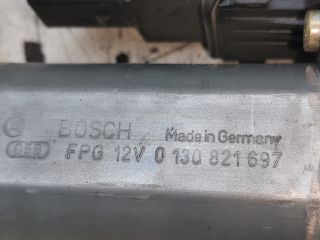 BOSCH Made in Germany
FPG 12V 0 130 821 697